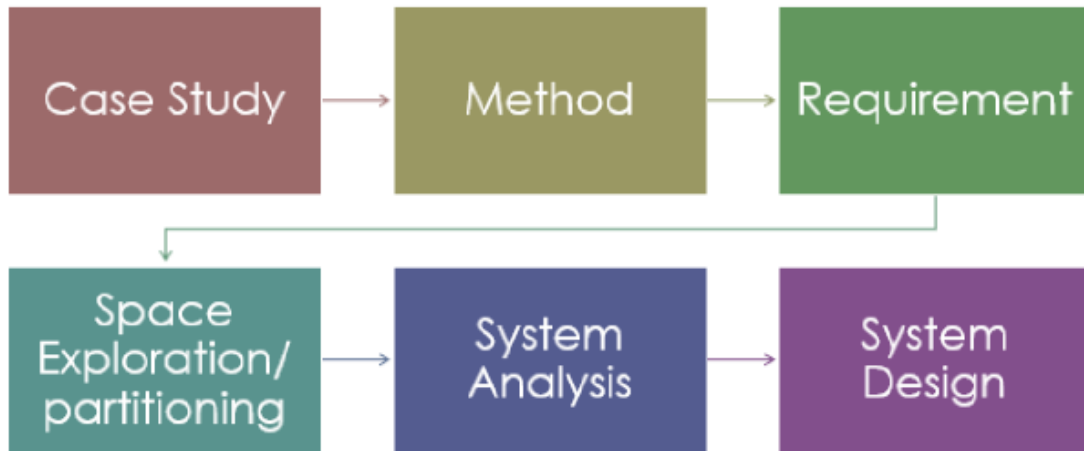 Case Study
Method
Requirement
Space
Exploration/
partitioning
System
Analysis
System
Design